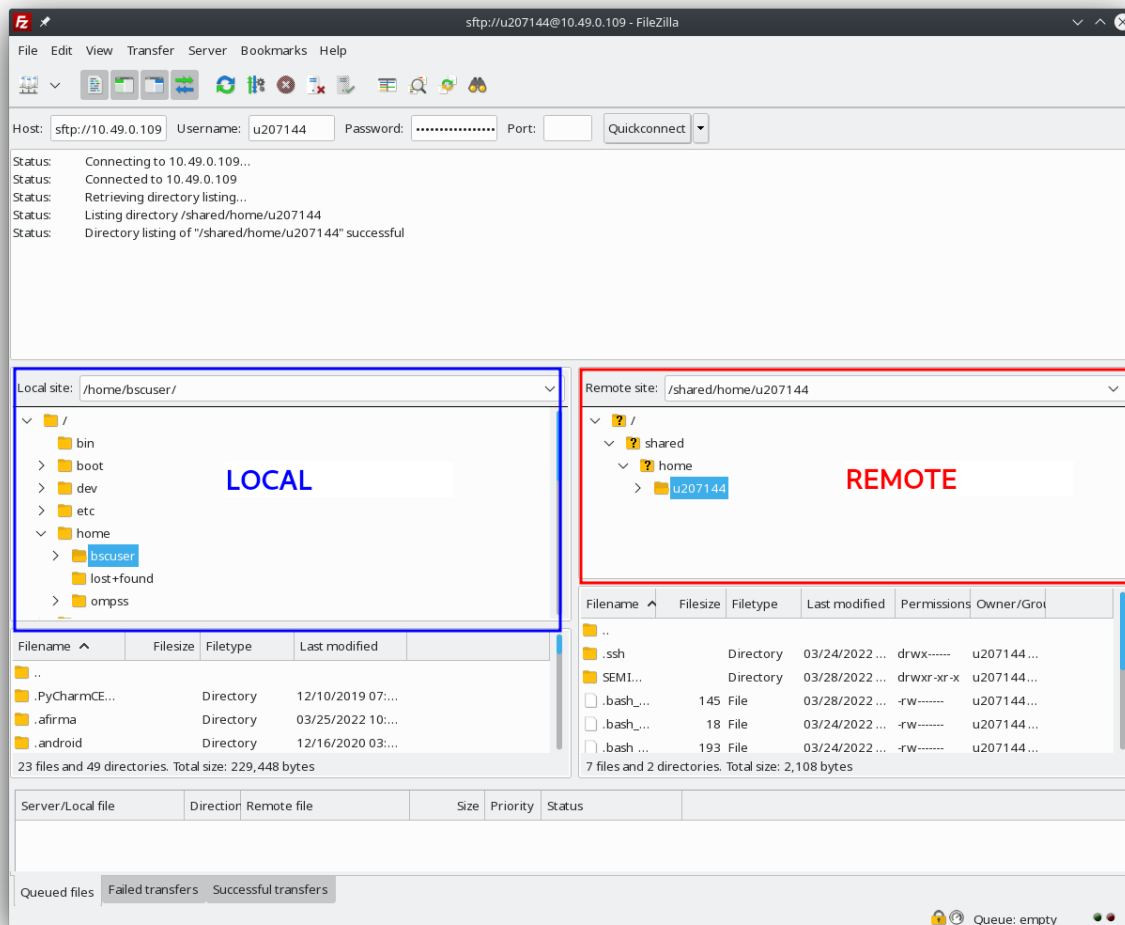 Fz sftp://u207144@10.49.0.109 - FileZilla
File Edit View Transfer Server Bookmarks Help
Host: sftp://10.49.0.109 Username: u207144 Password: ••••••••••••••••• Port: Quickconnect
Status: Connecting to 10.49.0.109...
Status: Connected to 10.49.0.109
Status: Retrieving directory listing...
Status: Listing directory /shared/home/u207144
Status: Directory listing of "/shared/home/u207144" successful
Local site: /home/bscuser/
/
bin
boot
dev
etc
home
bscuser
lost+found
ompss
LOCAL
Filename Filesize Filetype Last modified
..
.PyCharmCE... Directory 12/10/2019 07:...
.afirma Directory 03/25/2022 10:...
.android Directory 12/16/2020 03:...
23 files and 49 directories. Total size: 229,448 bytes
Remote site: /shared/home/u207144
? /
? shared
? home
u207144
REMOTE
Filename Filesize Filetype Last modified Permissions Owner/Grou
..
.ssh Directory 03/24/2022 ... drwx------ u207144 ...
SEMI... Directory 03/28/2022 ... drwxr-xr-x u207144 ...
.bash_... 145 File 03/28/2022 ... -rw------- u207144 ...
.bash_... 18 File 03/24/2022 ... -rw------- u207144 ...
.bash ... 193 File 03/24/2022 ... -rw------- u207144 ...
7 files and 2 directories. Total size: 2,108 bytes
Server/Local file Direction Remote file Size Priority Status
Queued files Failed transfers Successful transfers
Queue: empty